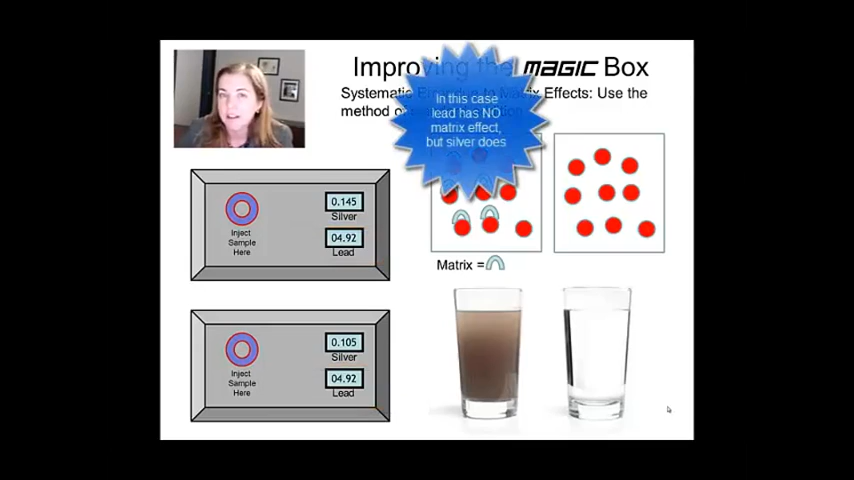 Improving the MAGIC Box
Systematic Effects: Use the
method of
In this case
lead has NO
matrix effect,
but silver does
0.145
Silver
Inject
Sample
Here
04.92
Lead
Matrix =
0.105
Silver
Inject
Sample
Here
04.92
Lead